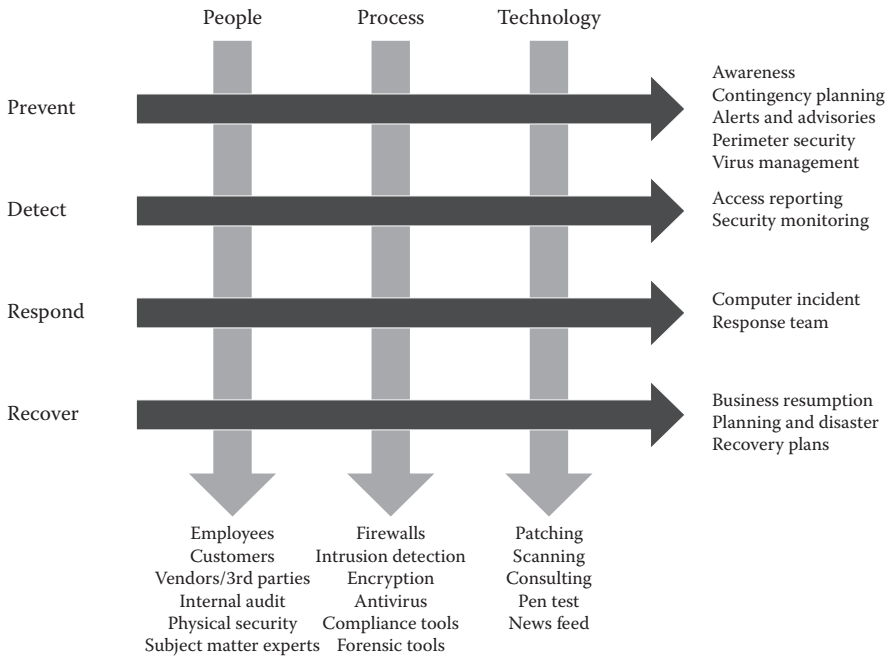 People
Process
Technology
Prevent
Awareness
Contingency planning
Alerts and advisories
Perimeter security
Virus management
Detect
Access reporting
Security monitoring
Respond
Computer incident
Response team
Recover
Business resumption
Planning and disaster
Recovery plans
Employees
Customers
Vendors/3rd parties
Internal audit
Physical security
Subject matter experts
Firewalls
Intrusion detection
Encryption
Antivirus
Compliance tools
Forensic tools
Patching
Scanning
Consulting
Pen test
News feed